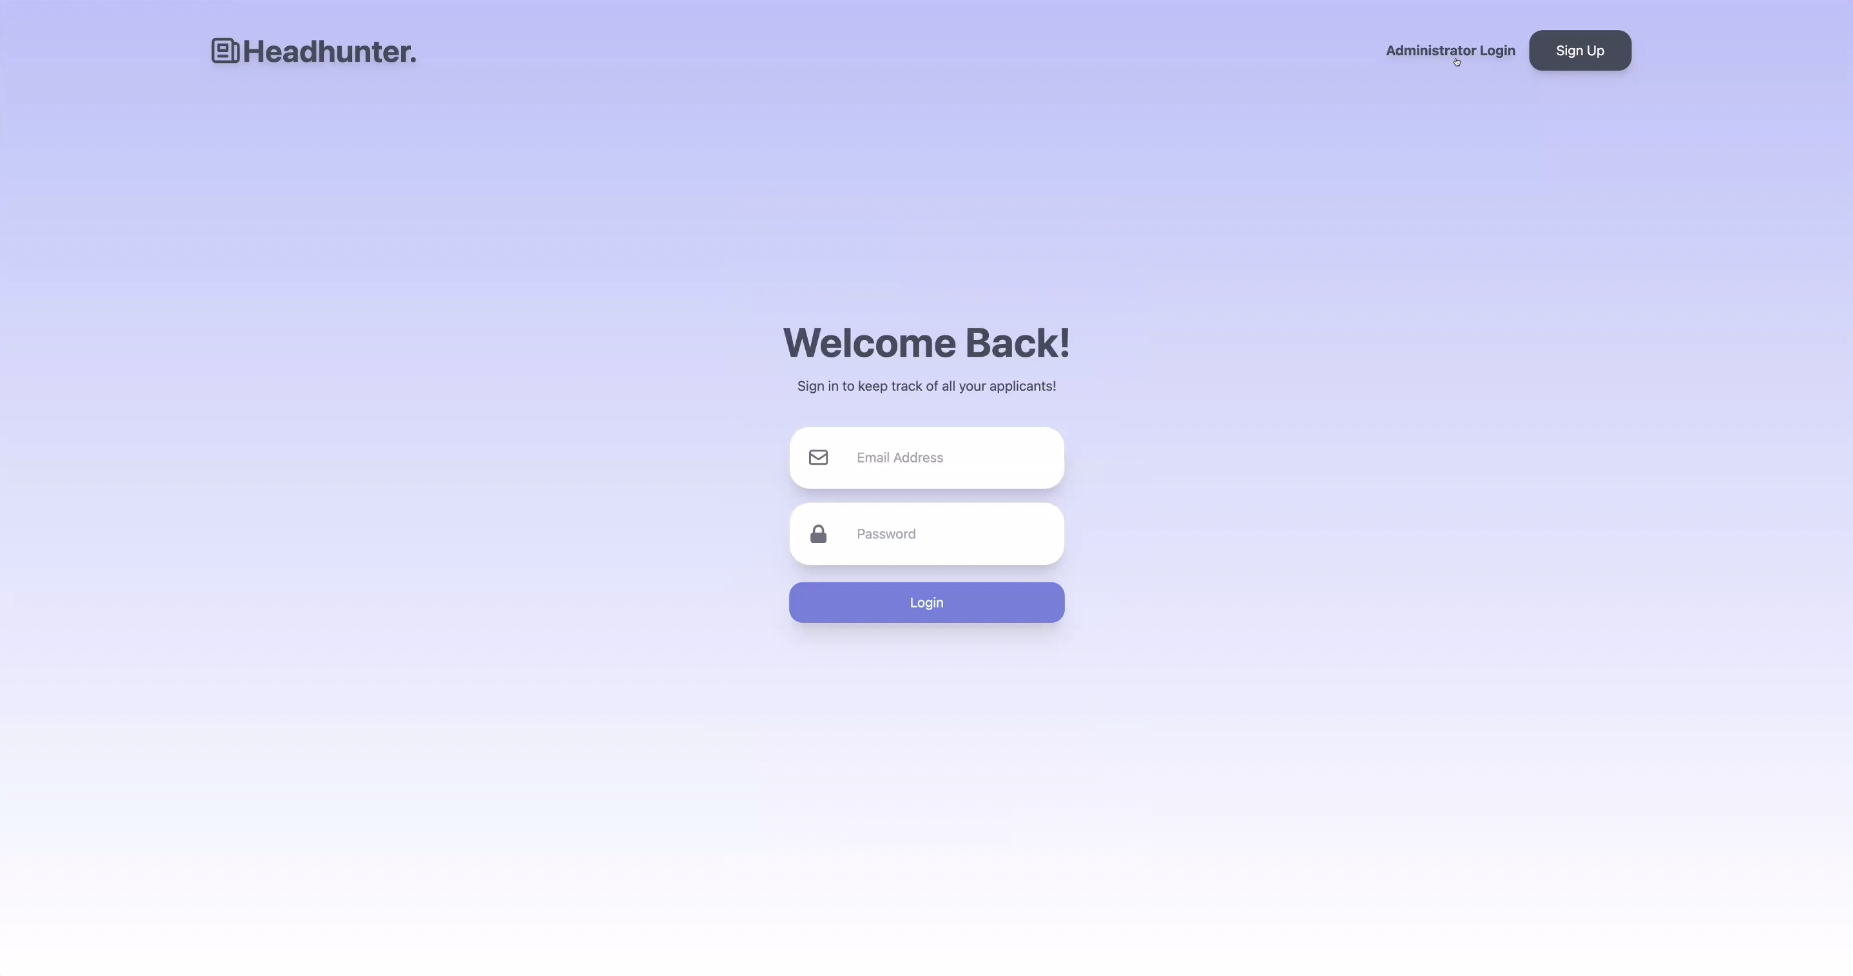 Headhunter.
Administrator Login
Sign Up
Welcome Back!
Sign in to keep track of all your applicants!
Email Address
Password
Login